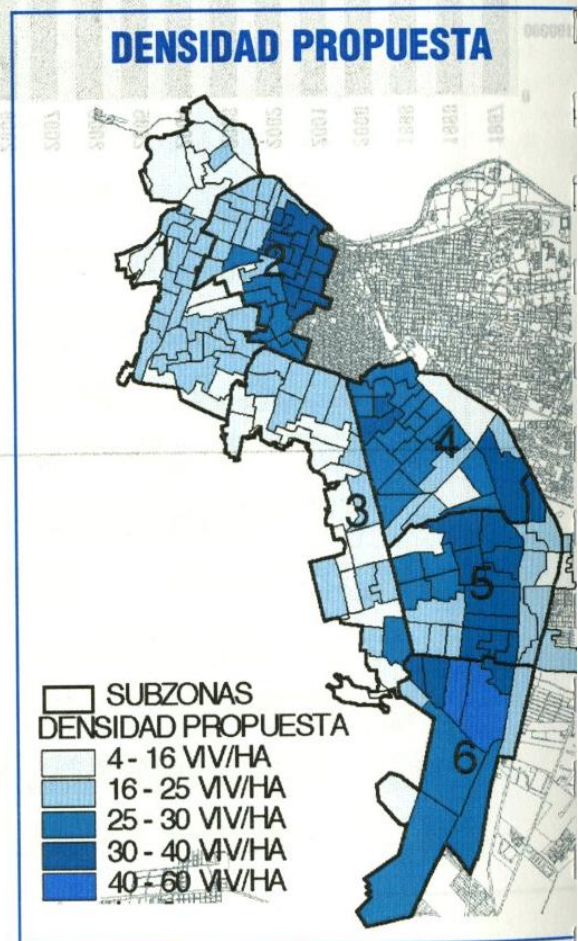 DENSIDAD PROPUESTA
2
4
3
5
6
SUBZONAS
DENSIDAD PROPUESTA
4 - 16 VIV/HA
16 - 25 VIV/HA
25 - 30 VIV/HA
30 - 40 VIV/HA
40 - 60 VIV/HA